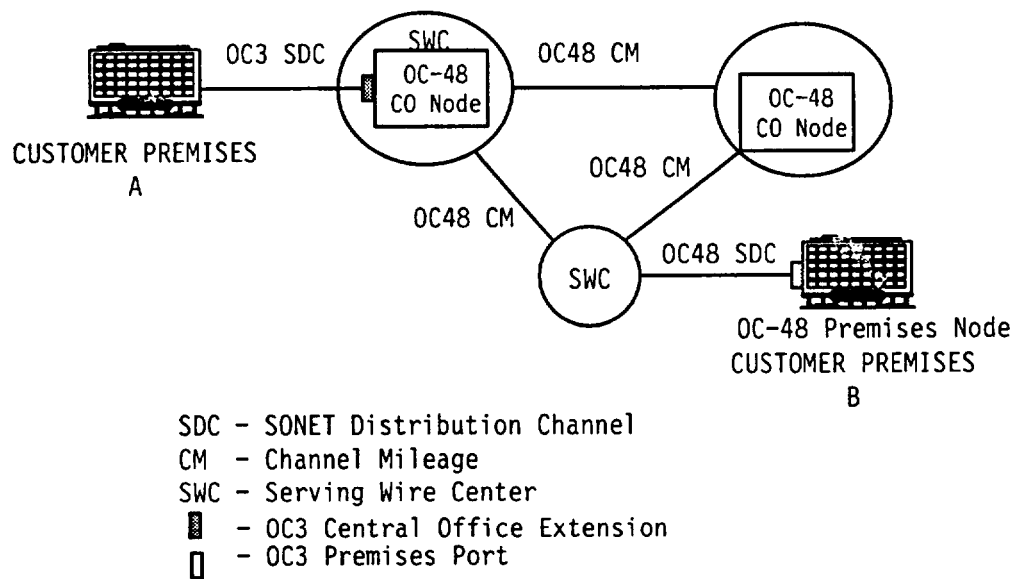 OC3 SDC
SWC
OC-48
CO Node
OC48 CM
OC-48
CO Node
CUSTOMER PREMISES
A
OC48 CM
OC48 CM
SWC
OC48 SDC
OC-48 Premises Node
CUSTOMER PREMISES
B
SDC - SONET Distribution Channel
CM - Channel Mileage
SWC - Serving Wire Center
- OC3 Central Office Extension
- OC3 Premises Port